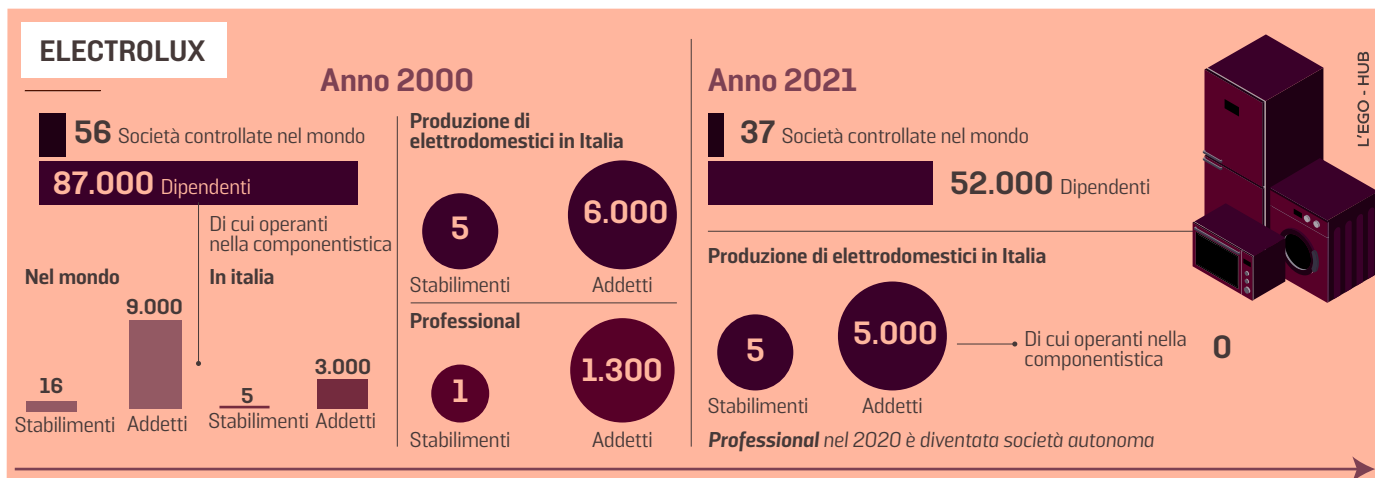 ELECTROLUX
Anno 2000
56 Società controllate nel mondo
87.000 Dipendenti
Di cui operanti
nella componentistica
Nel mondo
In italia
16
Stabilimenti
9.000
Addetti
5
Stabilimenti
3.000
Addetti
Produzione di
elettrodomestici in Italia
5
Stabilimenti
6.000
Addetti
Professional
1
Stabilimenti
1.300
Addetti
Anno 2021
37 Società controllate nel mondo
52.000 Dipendenti
Produzione di elettrodomestici in Italia
5
Stabilimenti
5.000
Addetti
Di cui operanti nella
componentistica
0
Professional nel 2020 è diventata società autonoma
L'EGO - HUB